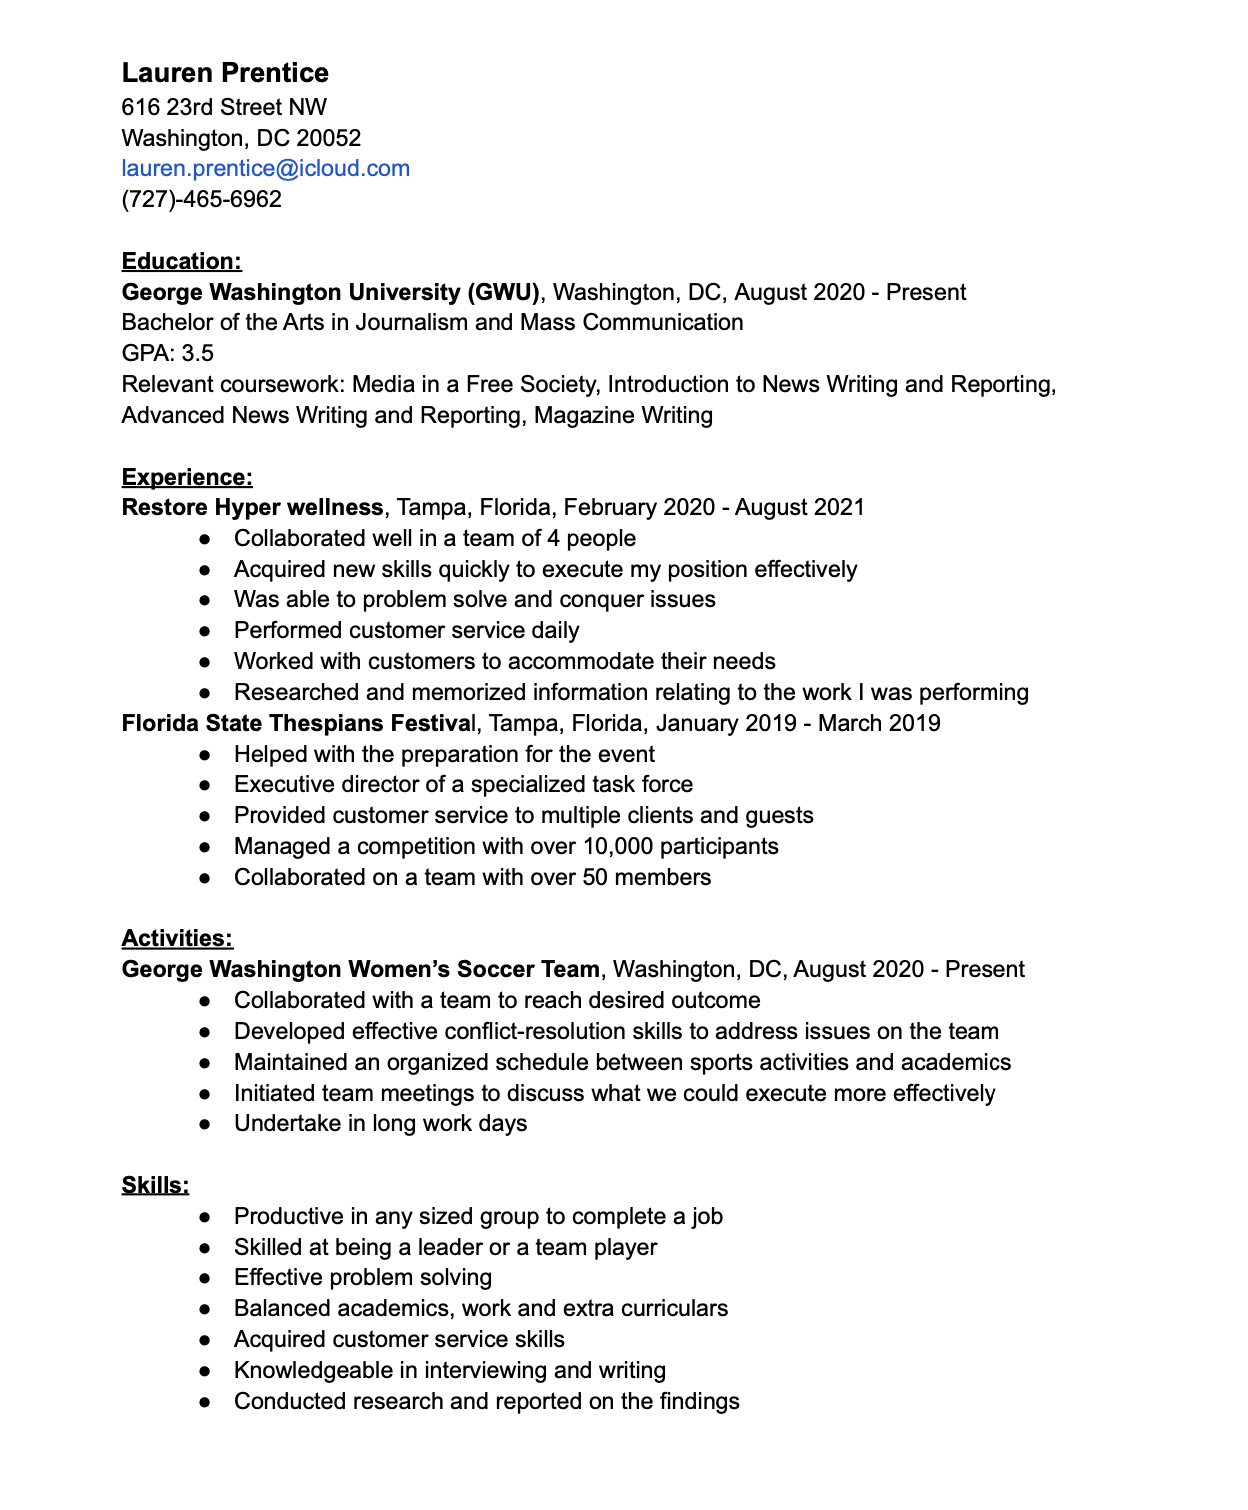 Lauren Prentice
616 23rd Street NW
Washington, DC 20052
lauren.prentice@icloud.com
(727)-465-6962
Education:
George Washington University (GWU), Washington, DC, August 2020 - Present
Bachelor of the Arts in Journalism and Mass Communication
GPA: 3.5
Relevant coursework: Media in a Free Society, Introduction to News Writing and Reporting,
Advanced News Writing and Reporting, Magazine Writing
Experience:
Restore Hyper wellness, Tampa, Florida, February 2020 - August 2021
● Collaborated well in a team of 4 people
● Acquired new skills quickly to execute my position effectively
● Was able to problem solve and conquer issues
● Performed customer service daily
● Worked with customers to accommodate their needs
● Researched and memorized information relating to the work I was performing
Florida State Thespians Festival, Tampa, Florida, January 2019 - March 2019
● Helped with the preparation for the event
● Executive director of a specialized task force
● Provided customer service to multiple clients and guests
● Managed a competition with over 10,000 participants
● Collaborated on a team with over 50 members
Activities:
George Washington Women’s Soccer Team, Washington, DC, August 2020 - Present
● Collaborated with a team to reach desired outcome
● Developed effective conflict-resolution skills to address issues on the team
● Maintained an organized schedule between sports activities and academics
● Initiated team meetings to discuss what we could execute more effectively
● Undertake in long work days
Skills:
● Productive in any sized group to complete a job
● Skilled at being a leader or a team player
● Effective problem solving
● Balanced academics, work and extra curriculars
● Acquired customer service skills
● Knowledgeable in interviewing and writing
● Conducted research and reported on the findings